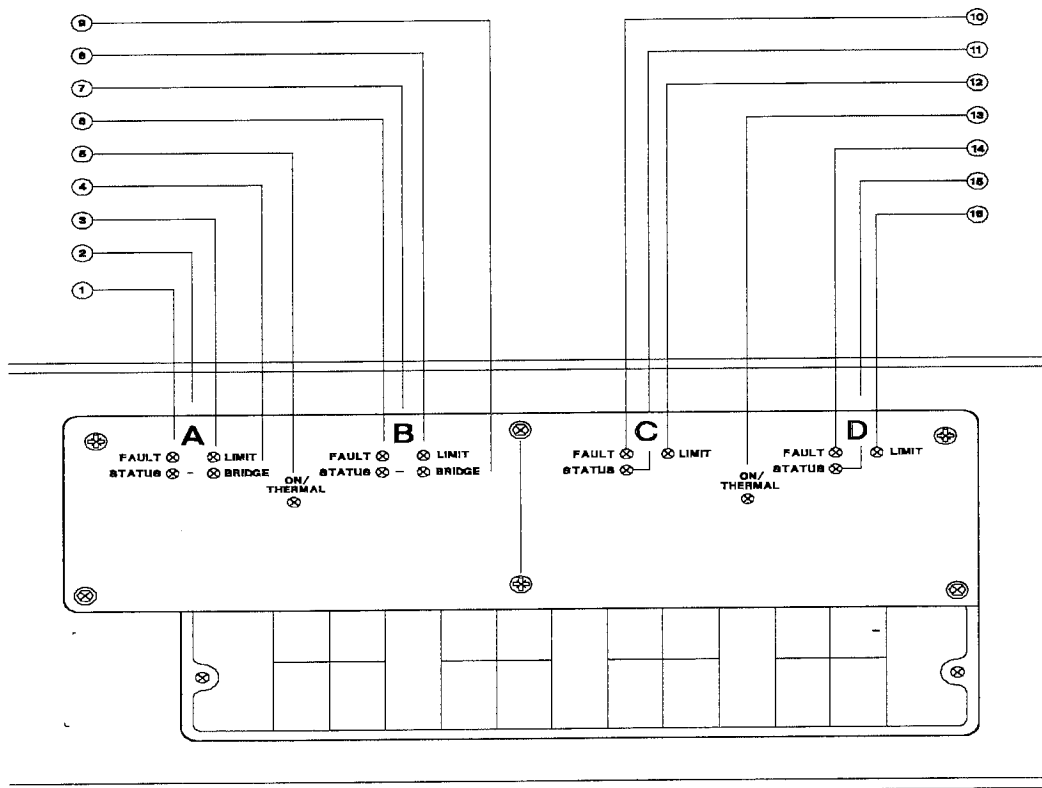 9
8
7
6
5
4
3
2
1
10
11
12
13
14
15
16
A
FAULT LIMIT
STATUS - BRIDGE
ON/
THERMAL
B
FAULT LIMIT
STATUS - BRIDGE
C
FAULT LIMIT
STATUS
ON/
THERMAL
D
FAULT LIMIT
STATUS